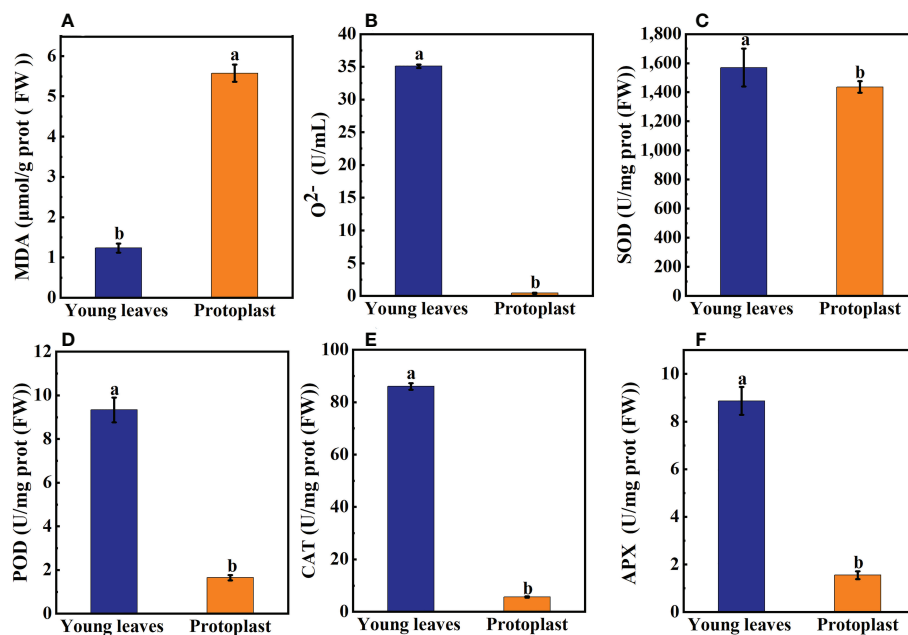 A
MDA (μmol/g prot ( FW ))
6
5
4
3
2
1
0
a
b
Young leaves Protoplast
B
O²⁻ (U/mL)
40
35
30
25
20
15
10
5
0
a
b
Young leaves Protoplast
C
SOD (U/mg prot (FW))
1,800
1,600
1,400
1,200
1,000
800
600
400
200
0
a
b
Young leaves Protoplast
D
POD (U/mg prot (FW))
12
10
8
6
4
2
0
a
b
Young leaves Protoplast
E
CAT (U/mg prot (FW))
100
80
60
40
20
0
a
b
Young leaves Protoplast
F
APX (U/mg prot (FW))
10
8
6
4
2
0
a
b
Young leaves Protoplast